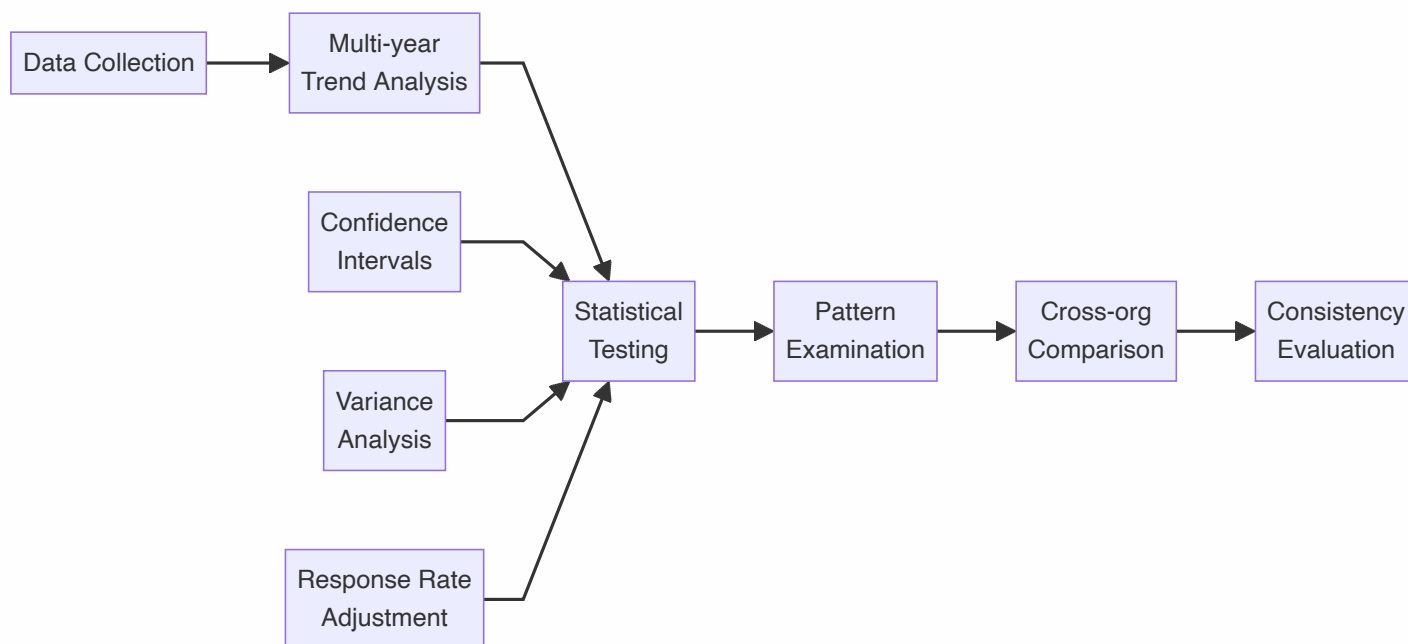 Data Collection
Multi-year
Trend Analysis
Confidence
Intervals
Variance
Analysis
Response Rate
Adjustment
Statistical
Testing
Pattern
Examination
Cross-org
Comparison
Consistency
Evaluation